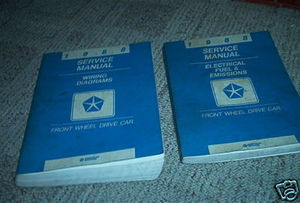 1988
SERVICE
MANUAL
WIRING
DIAGRAMS
FRONT WHEEL DRIVE CAR
1988
SERVICE
MANUAL
ELECTRICAL
FUEL &
EMISSIONS
FRONT WHEEL DRIVE CAR